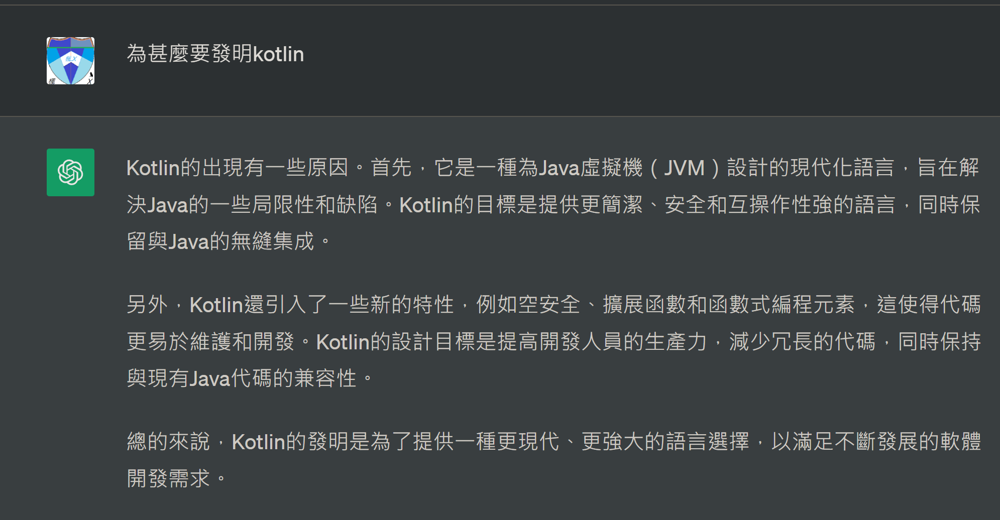 為甚麼要發明kotlin
楓.X
楓
X
Kotlin的出現有一些原因。首先，它是一種為Java虛擬機（JVM）設計的現代化語言，旨在解
決Java的一些局限性和缺陷。Kotlin的目標是提供更簡潔、安全和互操作性強的語言，同時保
留與Java的無縫集成。
另外，Kotlin還引入了一些新的特性，例如空安全、擴展函數和函數式編程元素，這使得代碼
更易於維護和開發。Kotlin的設計目標是提高開發人員的生產力，減少冗長的代碼，同時保持
與現有Java代碼的兼容性。
總的來說，Kotlin的發明是為了提供一種更現代、更強大的語言選擇，以滿足不斷發展的軟體
開發需求。